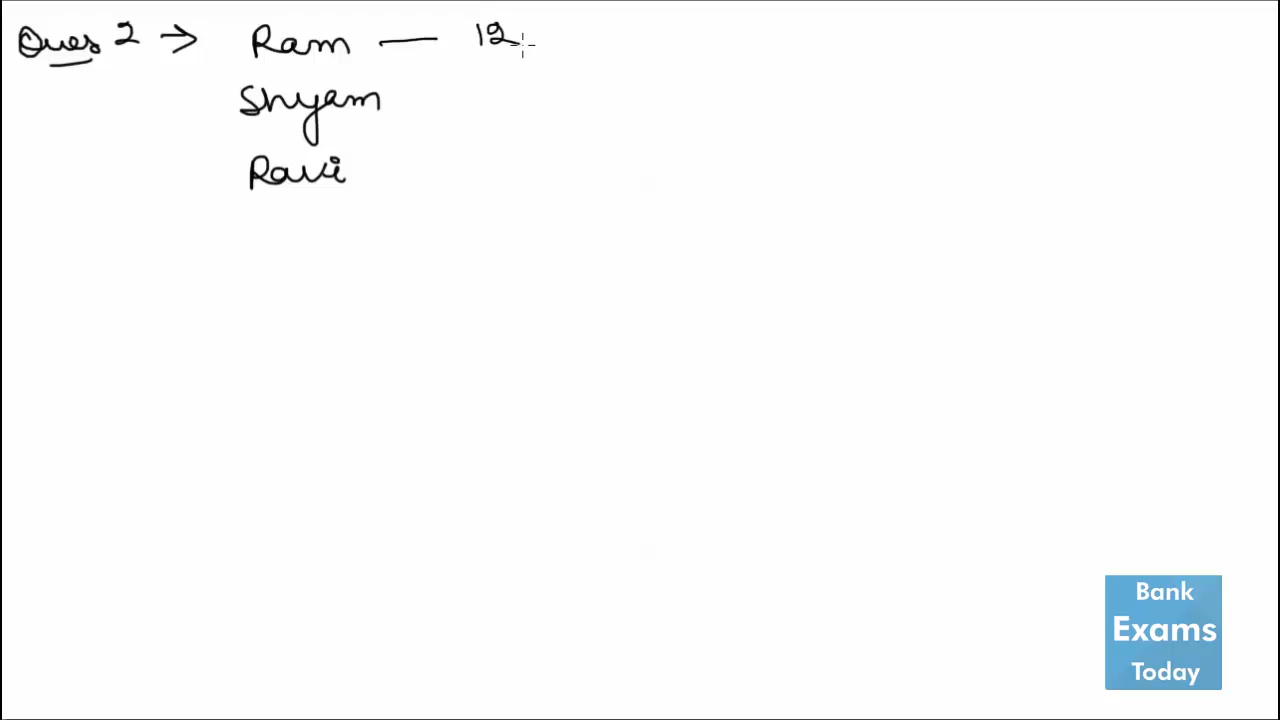 Ques 2 → Ram — 12
Shyam
Ravi
Bank
Exams
Today